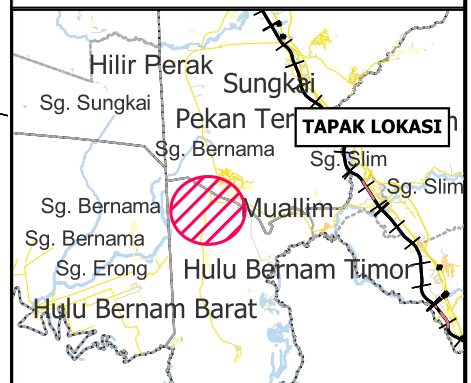 Hilir Perak
Sungkai
Sg. Sungkai
Pekan
TAPAK LOKASI
Sg. Bernama
Sg. Slim
Sg. Slim
Sg. Bernama
Muallim
Sg. Bernama
Sg. Erong
Hulu Bernam Timor
Hulu Bernam Barat